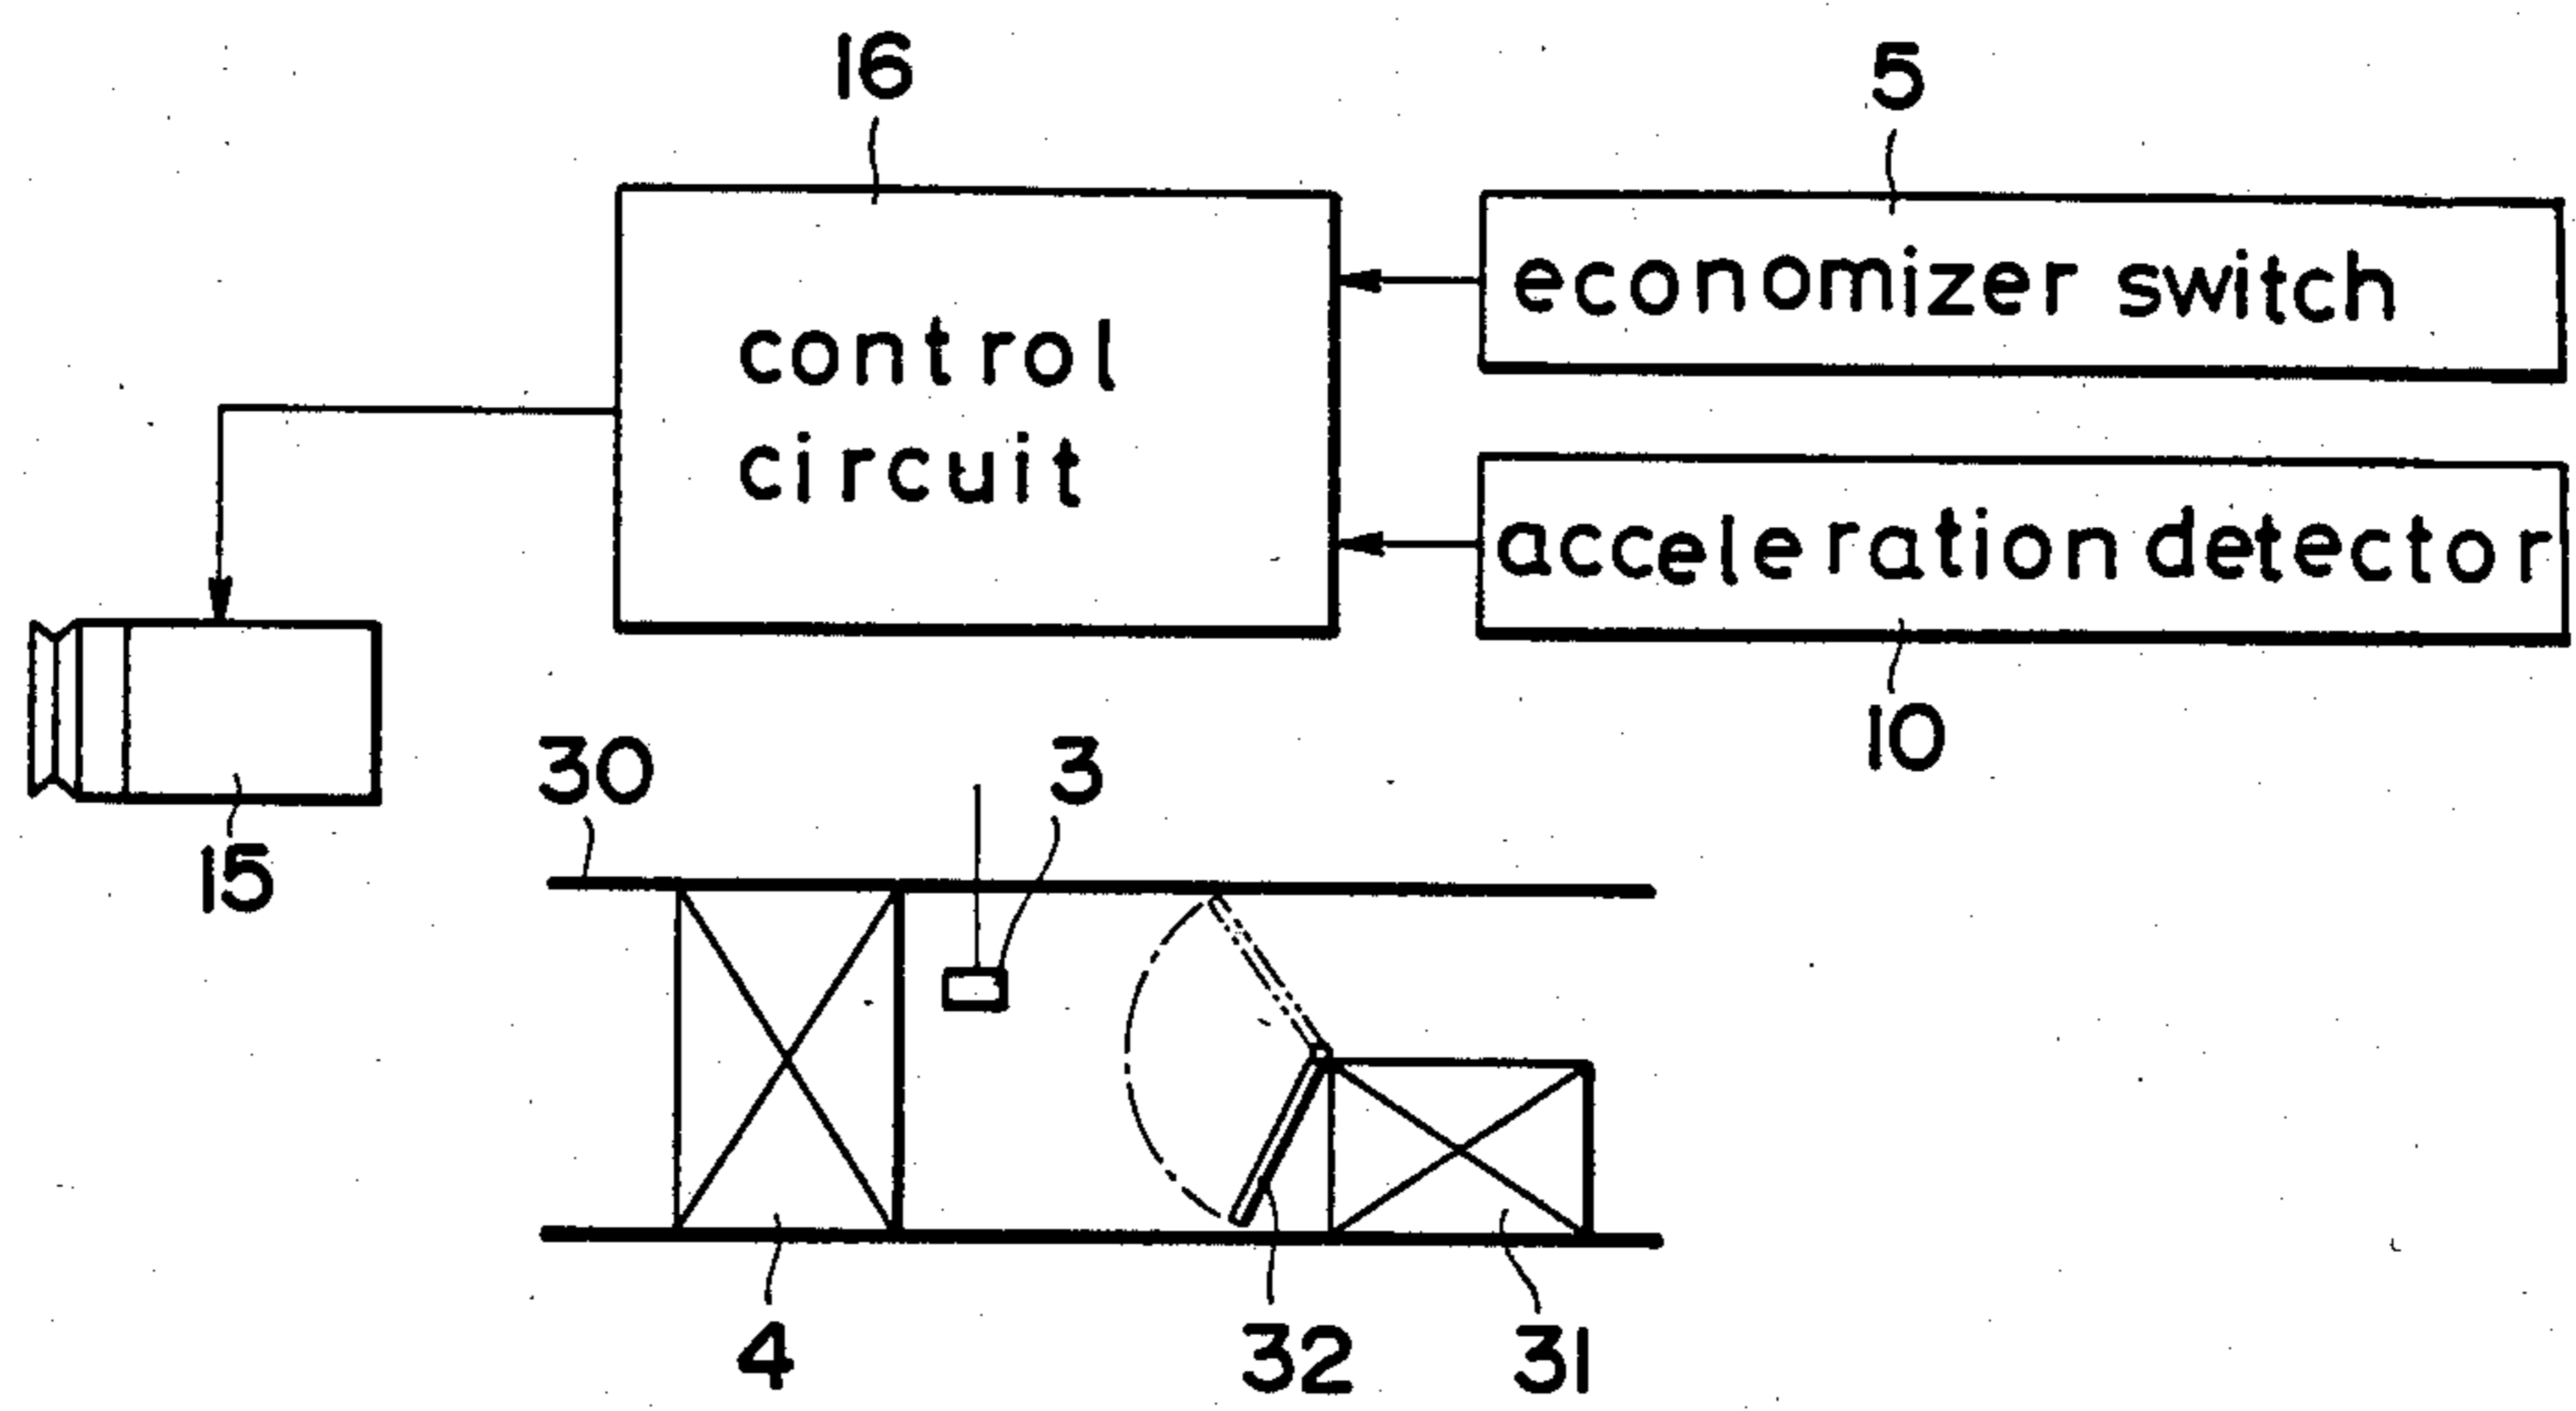 16
5
control
circuit
economizer switch
acceleration detector
10
15
30
3
4
32
31